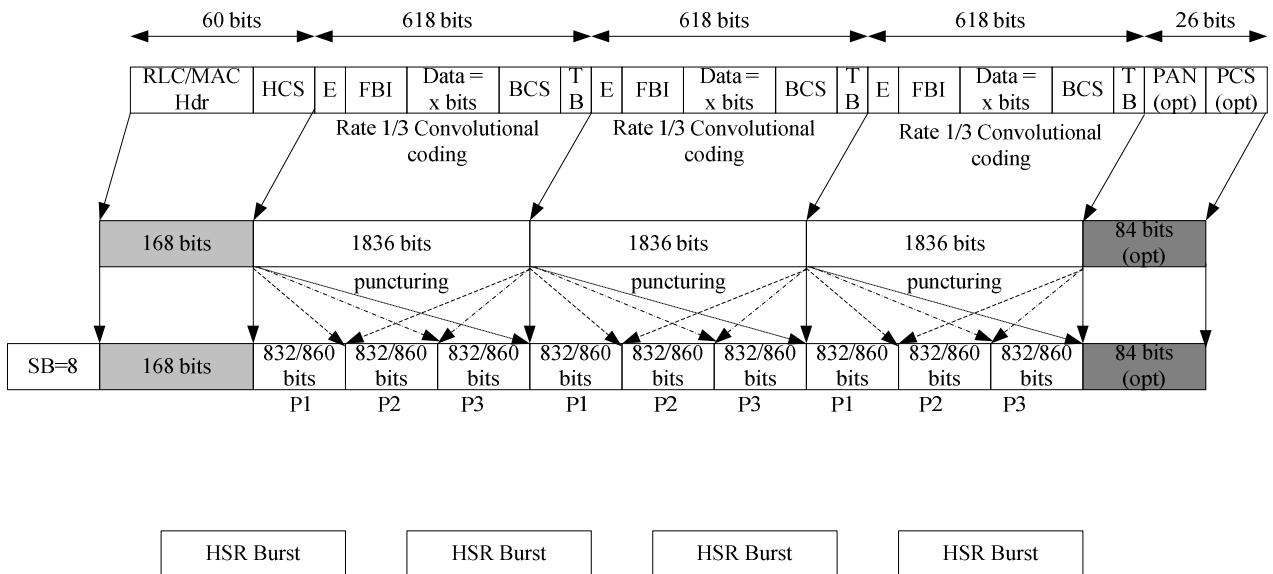 60 bits
618 bits
618 bits
618 bits
26 bits
RLC/MAC
Hdr
HCS
E
FBI
Data =
x bits
BCS
T
B
E
FBI
Data =
x bits
BCS
T
B
E
FBI
Data =
x bits
BCS
T
B
PAN
(opt)
PCS
(opt)
Rate 1/3 Convolutional
coding
Rate 1/3 Convolutional
coding
Rate 1/3 Convolutional
coding
168 bits
1836 bits
1836 bits
1836 bits
84 bits
(opt)
puncturing
puncturing
puncturing
SB=8
168 bits
832/860
bits
832/860
bits
832/860
bits
832/860
bits
832/860
bits
832/860
bits
832/860
bits
832/860
bits
832/860
bits
84 bits
(opt)
P1
P2
P3
P1
P2
P3
P1
P2
P3
HSR Burst
HSR Burst
HSR Burst
HSR Burst